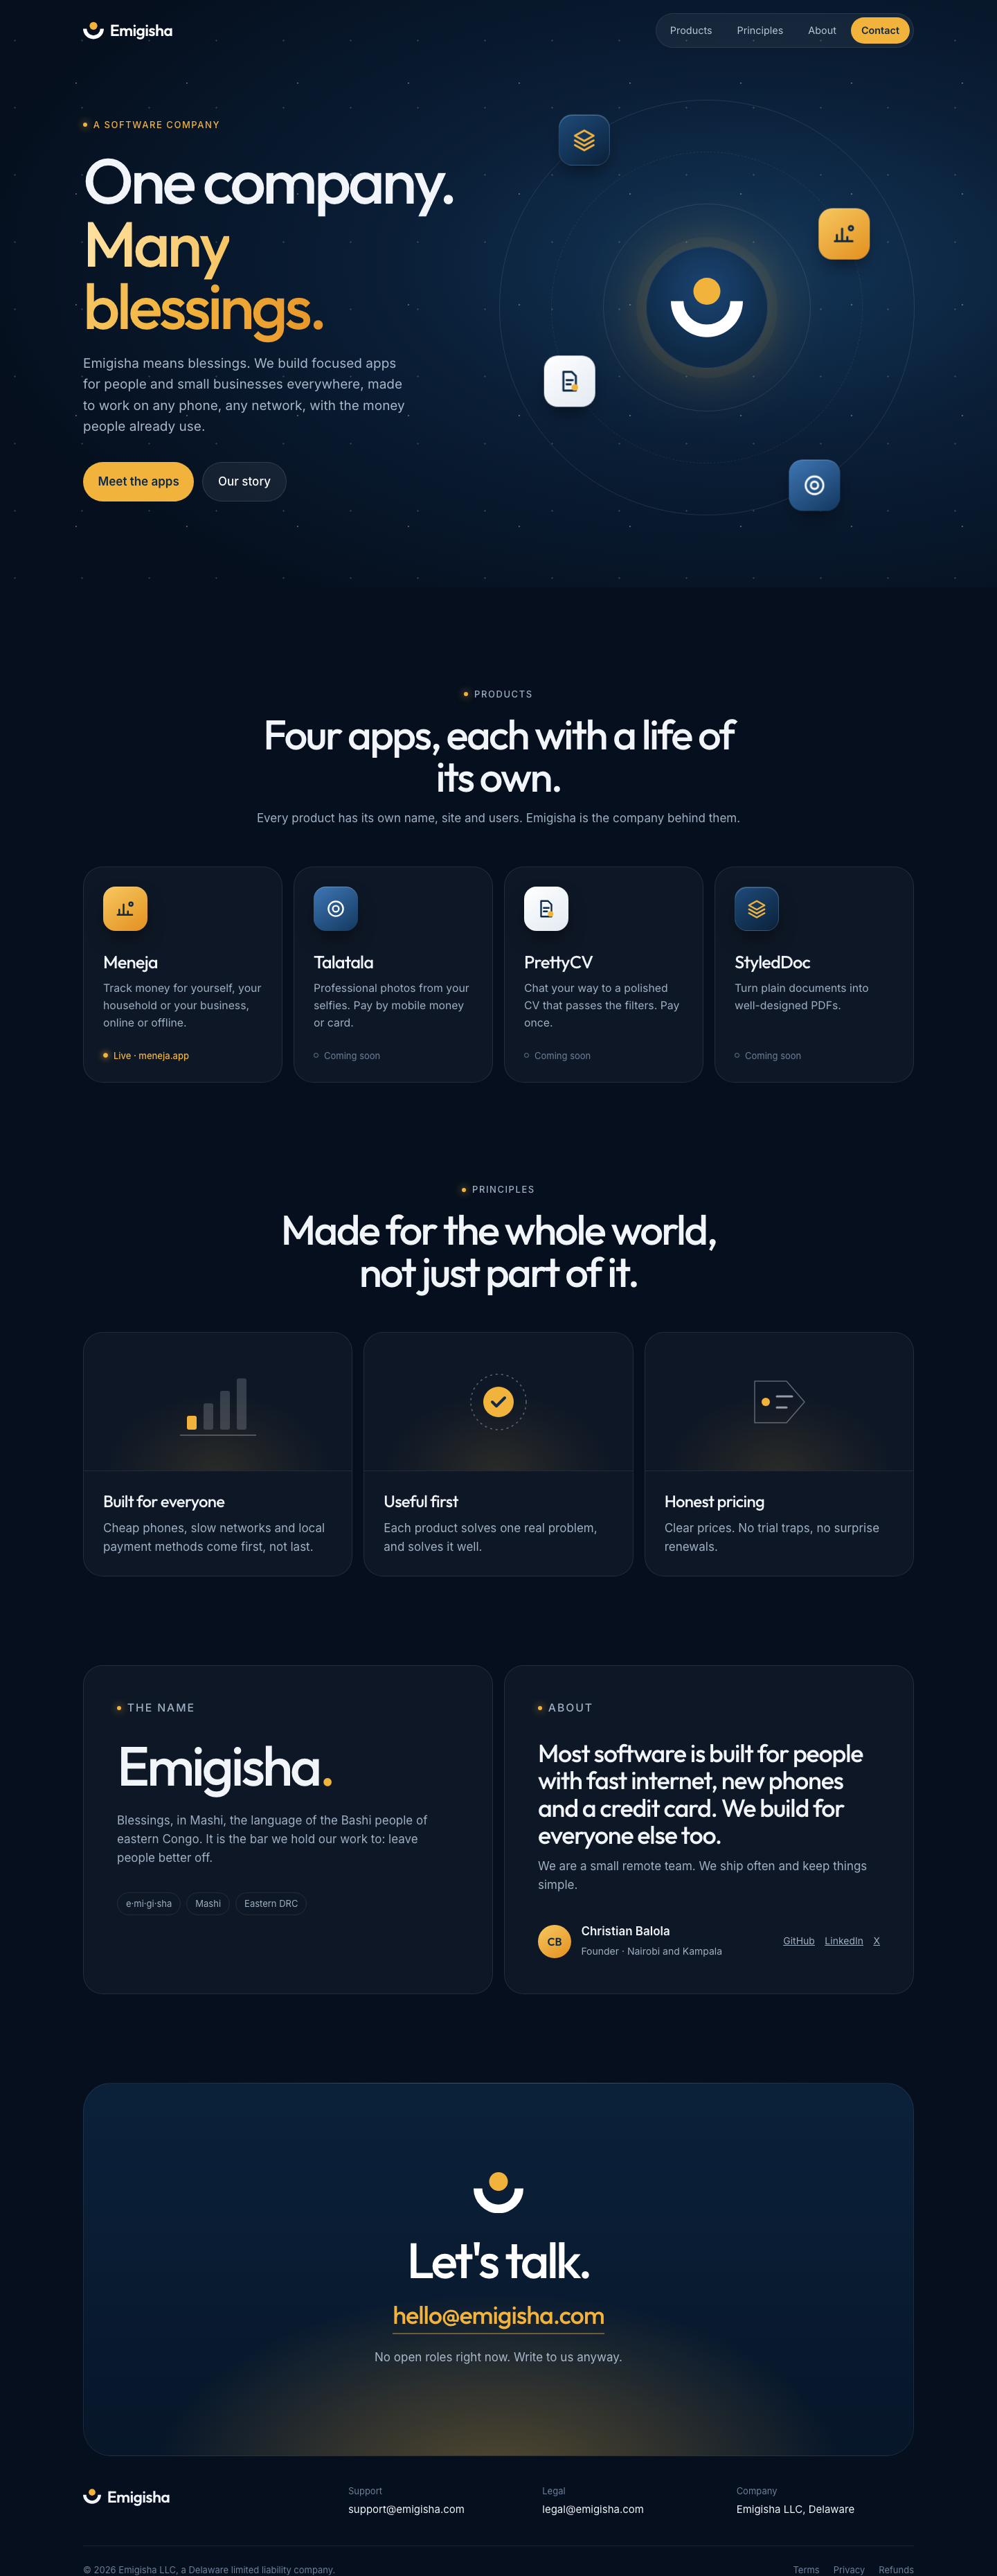 Emigisha
Products Principles About Contact
A SOFTWARE COMPANY
One company.
Many
blessings.
Emigisha means blessings. We build focused apps
for people and small businesses everywhere, made
to work on any phone, any network, with the money
people already use.
Meet the apps Our story
PRODUCTS
Four apps, each with a life of
its own.
Every product has its own name, site and users. Emigisha is the company behind them.
Meneja
Track money for yourself, your
household or your business,
online or offline.
Live · meneja.app
Talatala
Professional photos from your
selfies. Pay by mobile money
or card.
Coming soon
PrettyCV
Chat your way to a polished
CV that passes the filters. Pay
once.
Coming soon
StyledDoc
Turn plain documents into
well-designed PDFs.
Coming soon
PRINCIPLES
Made for the whole world,
not just part of it.
Built for everyone
Cheap phones, slow networks and local
payment methods come first, not last.
Useful first
Each product solves one real problem,
and solves it well.
Honest pricing
Clear prices. No trial traps, no surprise
renewals.
THE NAME
Emigisha.
Blessings, in Mashi, the language of the Bashi people of
eastern Congo. It is the bar we hold our work to: leave
people better off.
e·mi·gi·sha Mashi Eastern DRC
ABOUT
Most software is built for people
with fast internet, new phones
and a credit card. We build for
everyone else too.
We are a small remote team. We ship often and keep things
simple.
CB
Christian Balola
Founder · Nairobi and Kampala
GitHub LinkedIn X
Let's talk.
hello@emigisha.com
No open roles right now. Write to us anyway.
Emigisha
Support
support@emigisha.com
Legal
legal@emigisha.com
Company
Emigisha LLC, Delaware
© 2026 Emigisha LLC, a Delaware limited liability company.
Terms Privacy Refunds